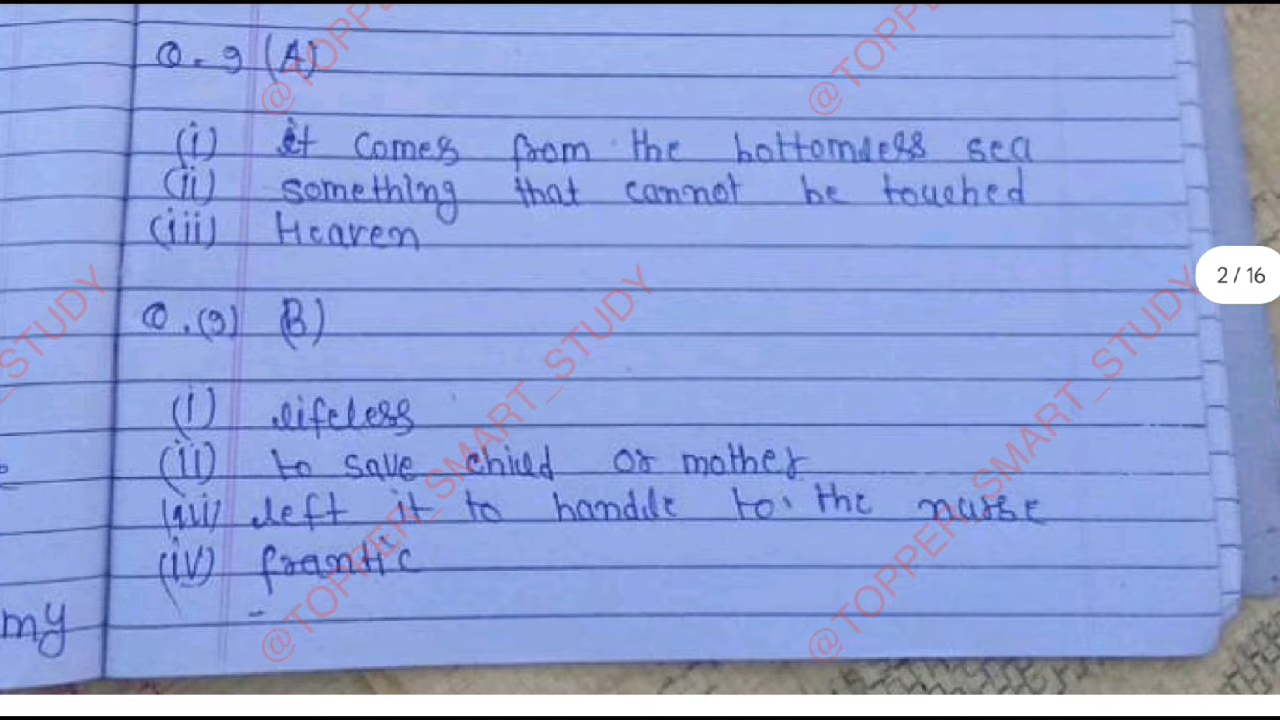 Q. 9 (A)
(i) it comes from the bottomless sea
(ii) something that cannot be touched
(iii) Heaven
Q. (9) (B)
(i) lifeless
(ii) to save child or mother
(iii) left it to handle to the nurse
(iv) frantic
my
2 / 16
@TOPPER_SMART_STUDY